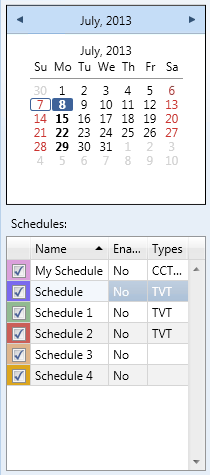 July, 2013
July, 2013
Su Mo Tu We Th Fr Sa
30 1 2 3 4 5 6
7 8 9 10 11 12 13
14 15 16 17 18 19 20
21 22 23 24 25 26 27
28 29 30 31 1 2 3
4 5 6 7 8 9 10
Schedules:
Name Ena... Types
My Schedule No CCT...
Schedule No TVT
Schedule 1 No TVT
Schedule 2 No TVT
Schedule 3 No
Schedule 4 No